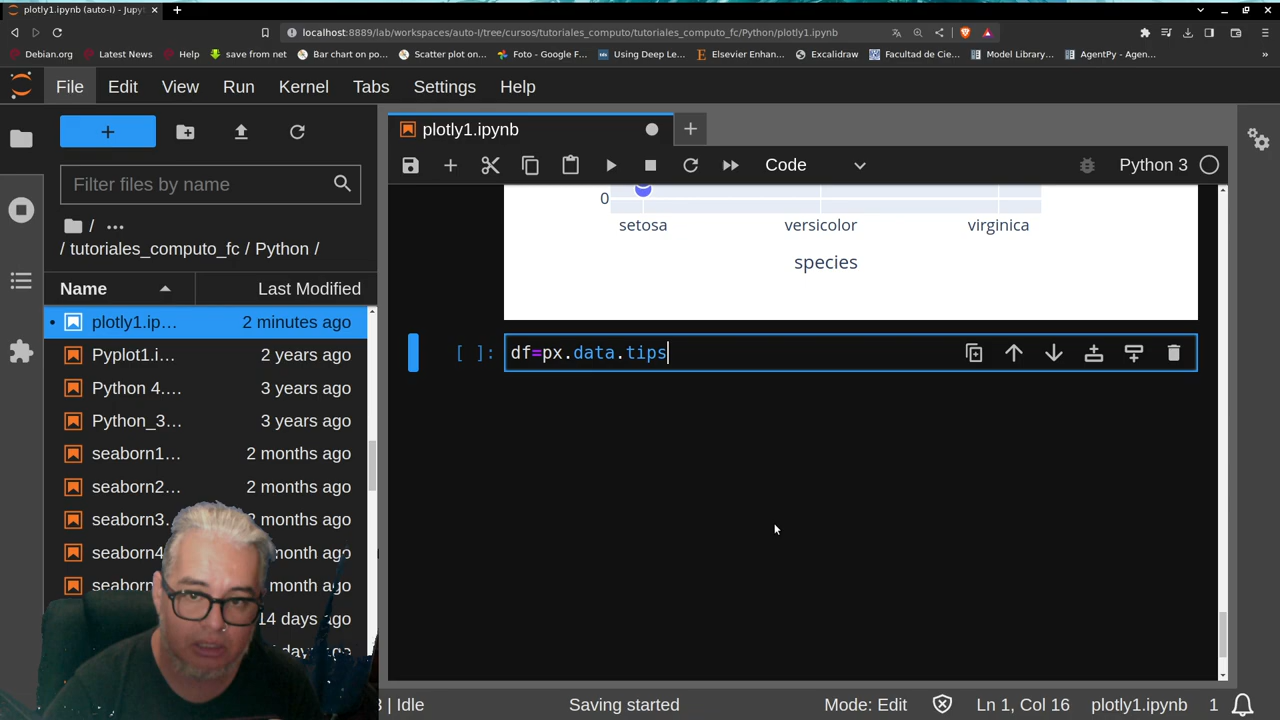 plotly1.ipynb (auto-I) - Jupyt
localhost:8889/lab/workspaces/auto-I/tree/cursos/tutoriales_computo/tutoriales_computo_fc/Python/plotly1.ipynb
Debian.org Latest News Help save from net Bar chart on po... Scatter plot on... Foto - Google F... Using Deep Le... Elsevier Enhan... Excalidraw Facultad de Cie... Model Library... AgentPy - Agen...
File Edit View Run Kernel Tabs Settings Help
plotly1.ipynb
Code
Python 3
Filter files by name
/ ...
/ tutoriales_computo_fc / Python /
Name Last Modified
plotly1.ip... 2 minutes ago
Pyplot1.i... 2 years ago
Python 4.... 3 years ago
Python_3... 3 years ago
seaborn1... 2 months ago
seaborn2... 2 months ago
seaborn3... months ago
seaborn4 month ago
seaborn month ago
14 days ago
0
setosa versicolor virginica
species
[ ]: df=px.data.tips
| Idle Saving started Mode: Edit Ln 1, Col 16 plotly1.ipynb 1